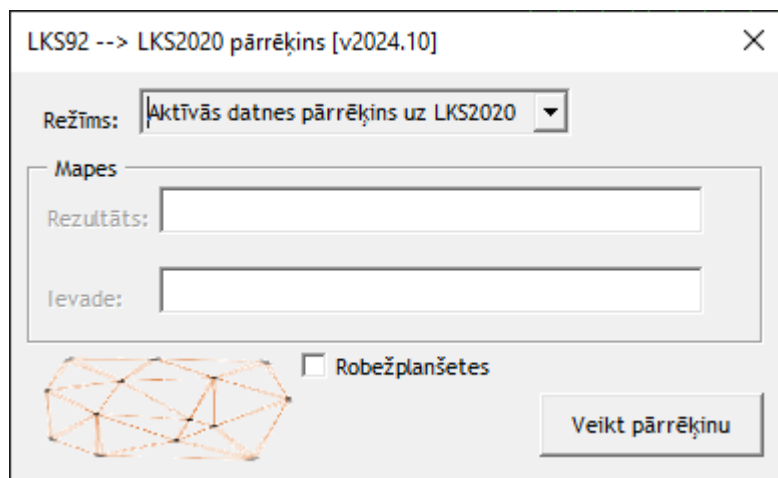 LKS92 --> LKS2020 pārrēķins [v2024.10]
Režīms: Aktīvās datnes pārrēķins uz LKS2020
Mapes
Rezultāts:
Ievade:
Robežplanšetes
Veikt pārrēķinu